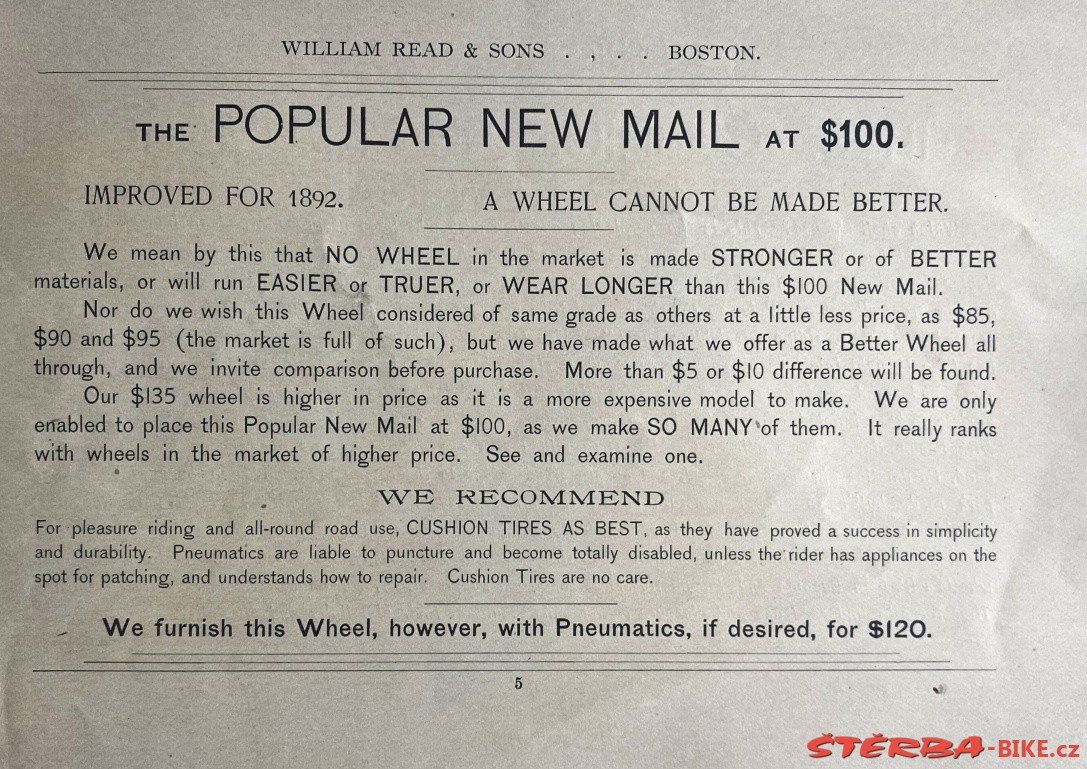 WILLIAM READ & SONS . , . . BOSTON.
THE POPULAR NEW MAIL AT $100.
IMPROVED FOR 1892. A WHEEL CANNOT BE MADE BETTER.
We mean by this that NO WHEEL in the market is made STRONGER or of BETTER
materials, or will run EASIER or TRUER, or WEAR LONGER than this $100 New Mail.
Nor do we wish this Wheel considered of same grade as others at a little less price, as $85,
$90 and $95 (the market is full of such), but we have made what we offer as a Better Wheel all
through, and we invite comparison before purchase. More than $5 or $10 difference will be found.
Our $135 wheel is higher in price as it is a more expensive model to make. We are only
enabled to place this Popular New Mail at $100, as we make SO MANY of them. It really ranks
with wheels in the market of higher price. See and examine one.
WE RECOMMEND
For pleasure riding and all-round road use, CUSHION TIRES AS BEST, as they have proved a success in simplicity
and durability. Pneumatics are liable to puncture and become totally disabled, unless the rider has appliances on the
spot for patching, and understands how to repair. Cushion Tires are no care.
We furnish this Wheel, however, with Pneumatics, if desired, for $120.
5
ŠTĚRBA-BIKE.cz